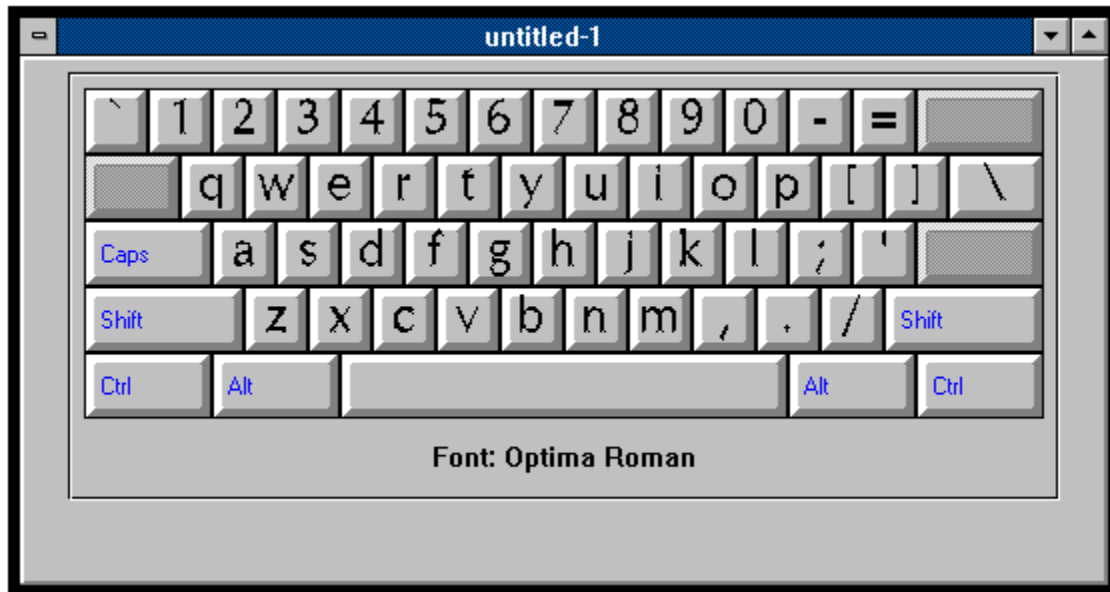 untitled-1
` 1 2 3 4 5 6 7 8 9 0 - =
q w e r t y u i o p [ ] \
Caps a s d f g h j k l ; '
Shift z x c v b n m , . / Shift
Ctrl Alt Alt Ctrl
Font: Optima Roman